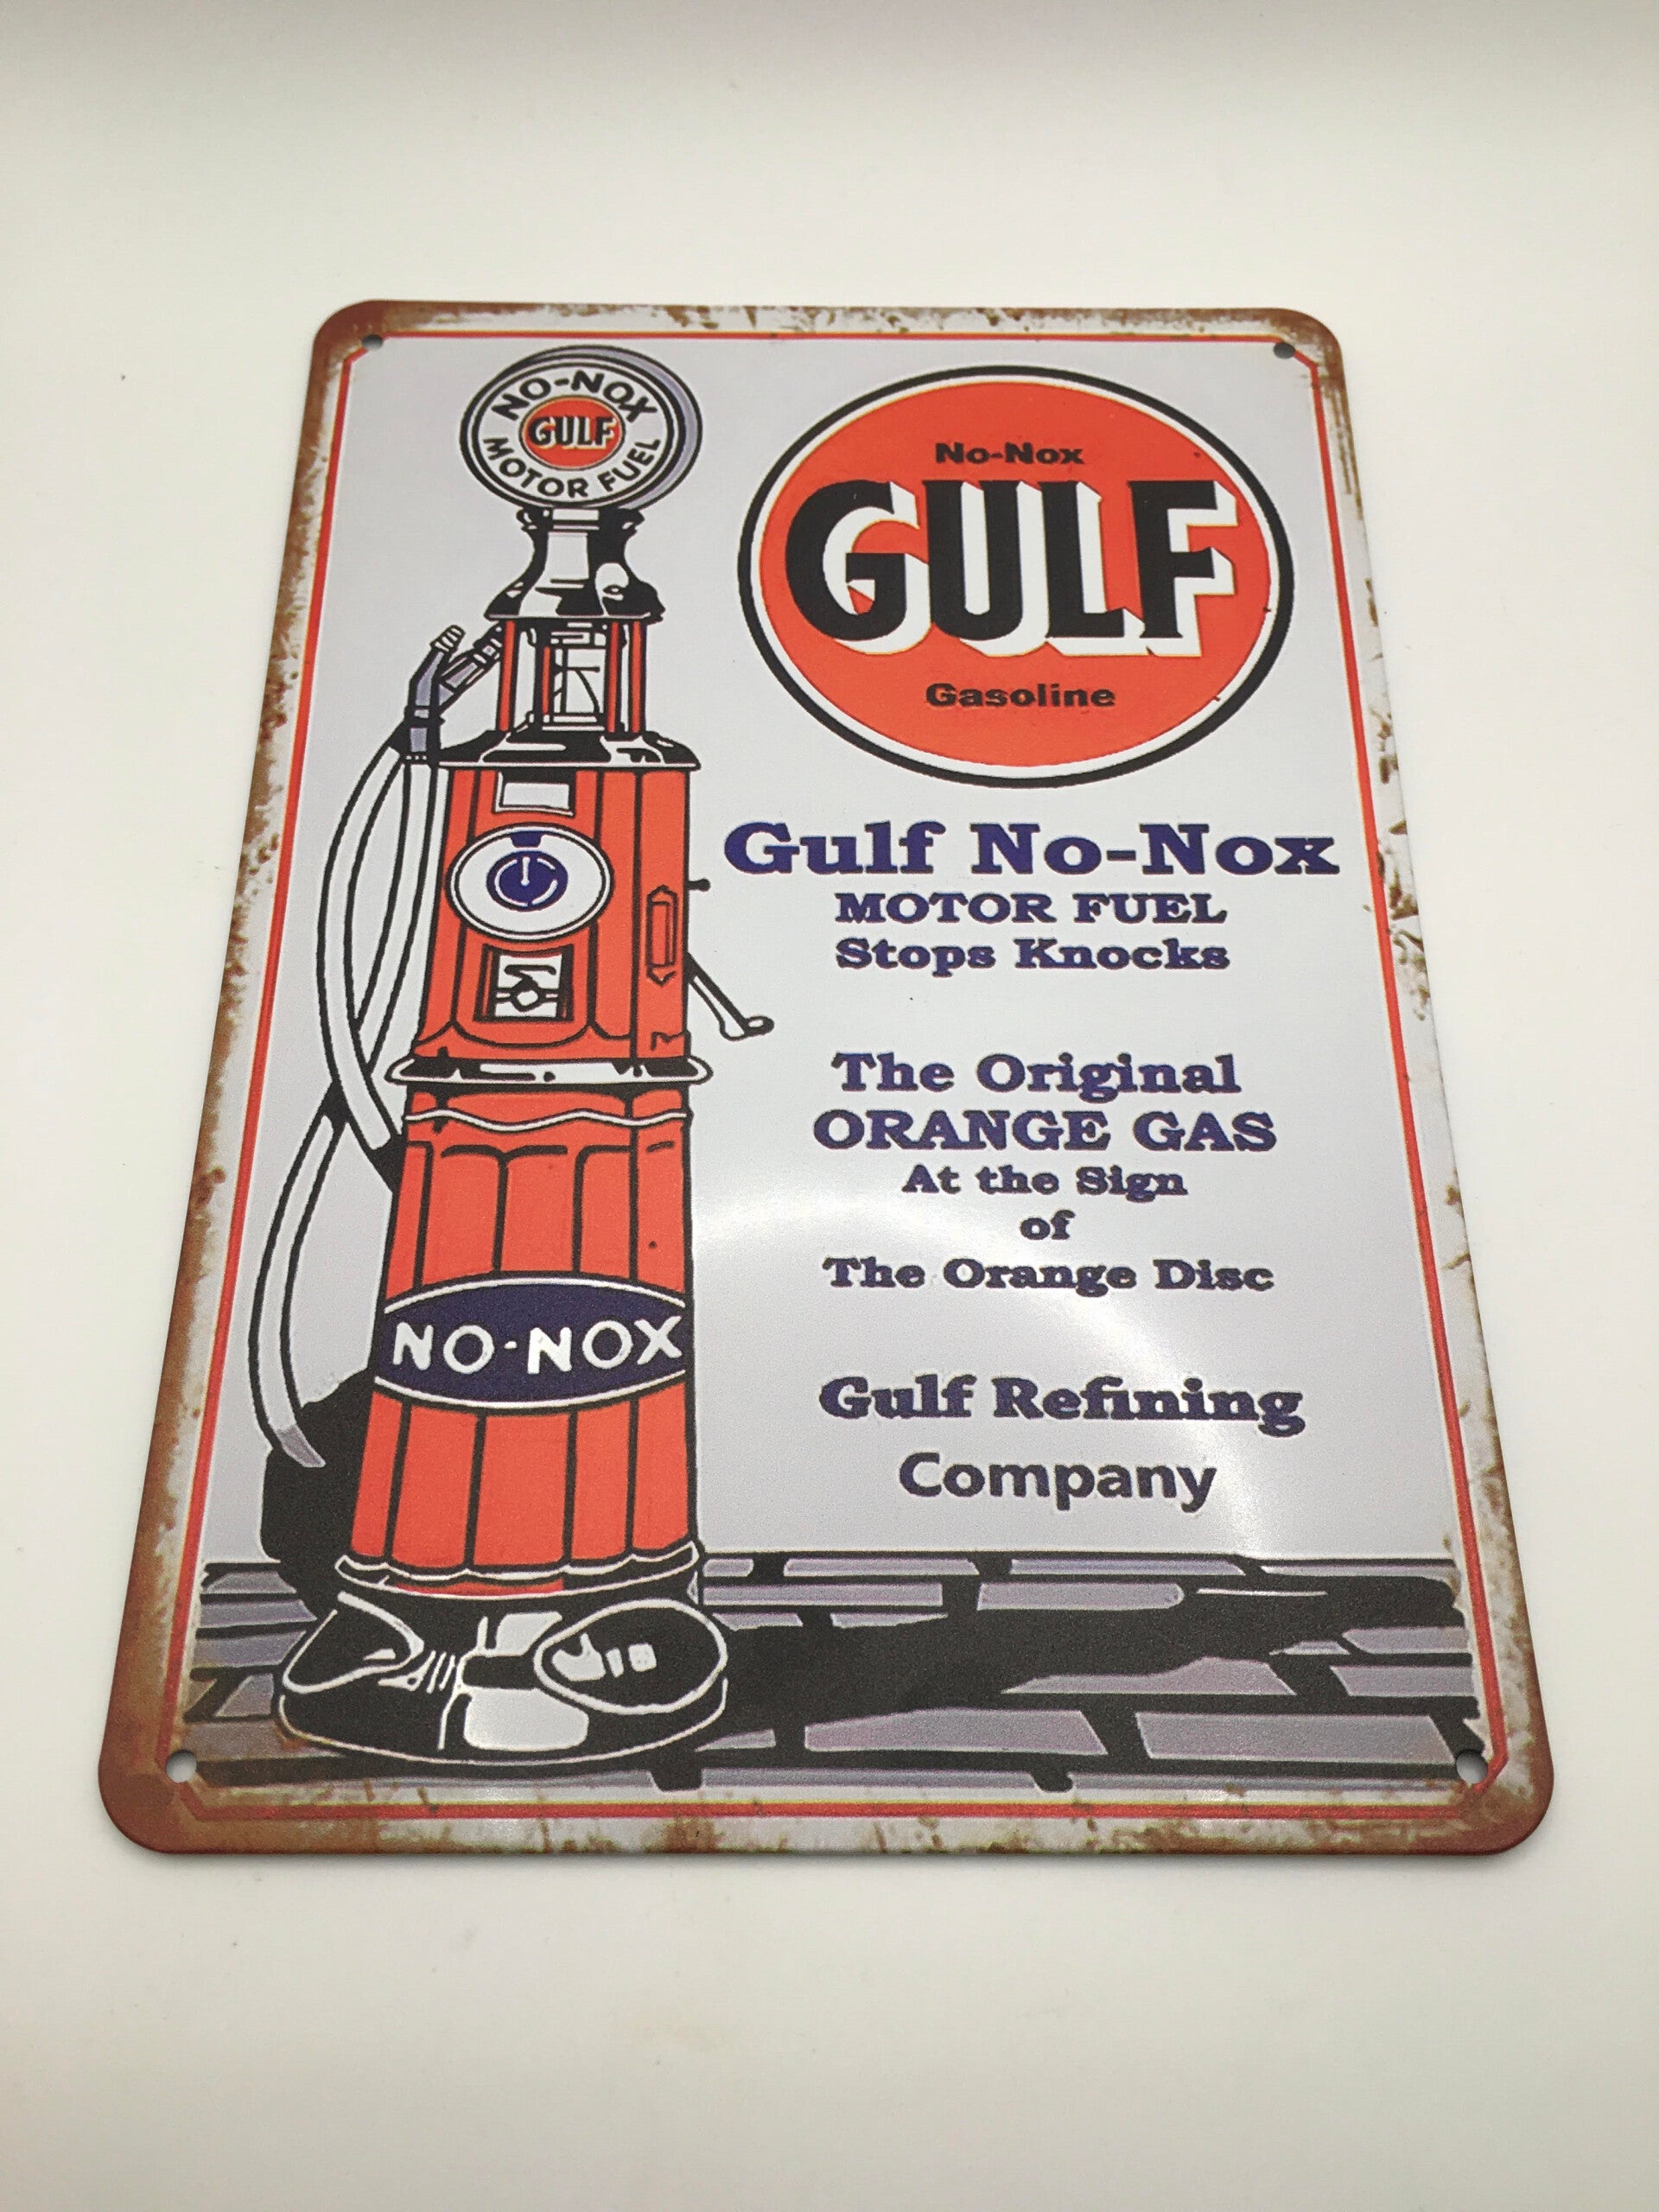 NO-NOX
GULF
MOTOR FUEL
No-Nox
GULF
Gasoline
Gulf No-Nox
MOTOR FUEL
Stops Knocks
The Original
ORANGE GAS
At the Sign
of
The Orange Disc
Gulf Refining
Company
NO-NOX